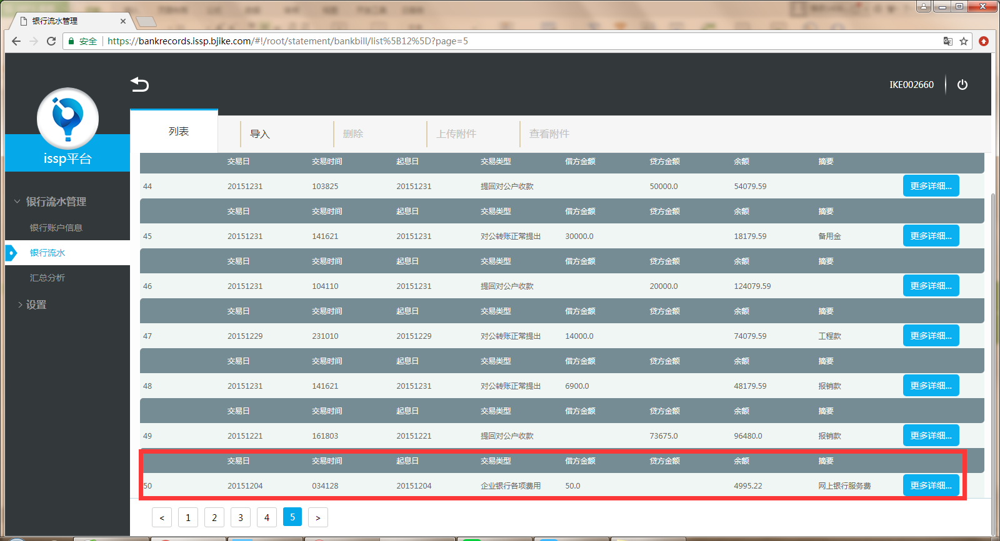 银行流水管理
安全 https://bankrecords.issp.bjike.com/#!/root/statement/bankbill/list%5B12%5D?page=5
IKE002660
issp平台
银行流水管理
银行账户信息
银行流水
汇总分析
设置
列表 导入 删除 上传附件 查看附件
交易日 交易时间 起息日 交易类型 借方金额 贷方金额 余额 摘要
44 20151231 103825 20151231 提回对公户收款 50000.0 54079.59 更多详细...
交易日 交易时间 起息日 交易类型 借方金额 贷方金额 余额 摘要
45 20151231 141621 20151231 对公转账正常提出 30000.0 18179.59 备用金 更多详细...
交易日 交易时间 起息日 交易类型 借方金额 贷方金额 余额 摘要
46 20151231 104110 20151231 提回对公户收款 20000.0 124079.59 更多详细...
交易日 交易时间 起息日 交易类型 借方金额 贷方金额 余额 摘要
47 20151229 231010 20151229 对公转账正常提出 14000.0 74079.59 工程款 更多详细...
交易日 交易时间 起息日 交易类型 借方金额 贷方金额 余额 摘要
48 20151231 141621 20151231 对公转账正常提出 6900.0 48179.59 报销款 更多详细...
交易日 交易时间 起息日 交易类型 借方金额 贷方金额 余额 摘要
49 20151221 161803 20151221 提回对公户收款 73675.0 96480.0 报销款 更多详细...
交易日 交易时间 起息日 交易类型 借方金额 贷方金额 余额 摘要
50 20151204 034128 20151204 企业银行各项费用 50.0 4995.22 网上银行服务费 更多详细...
< 1 2 3 4 5 >